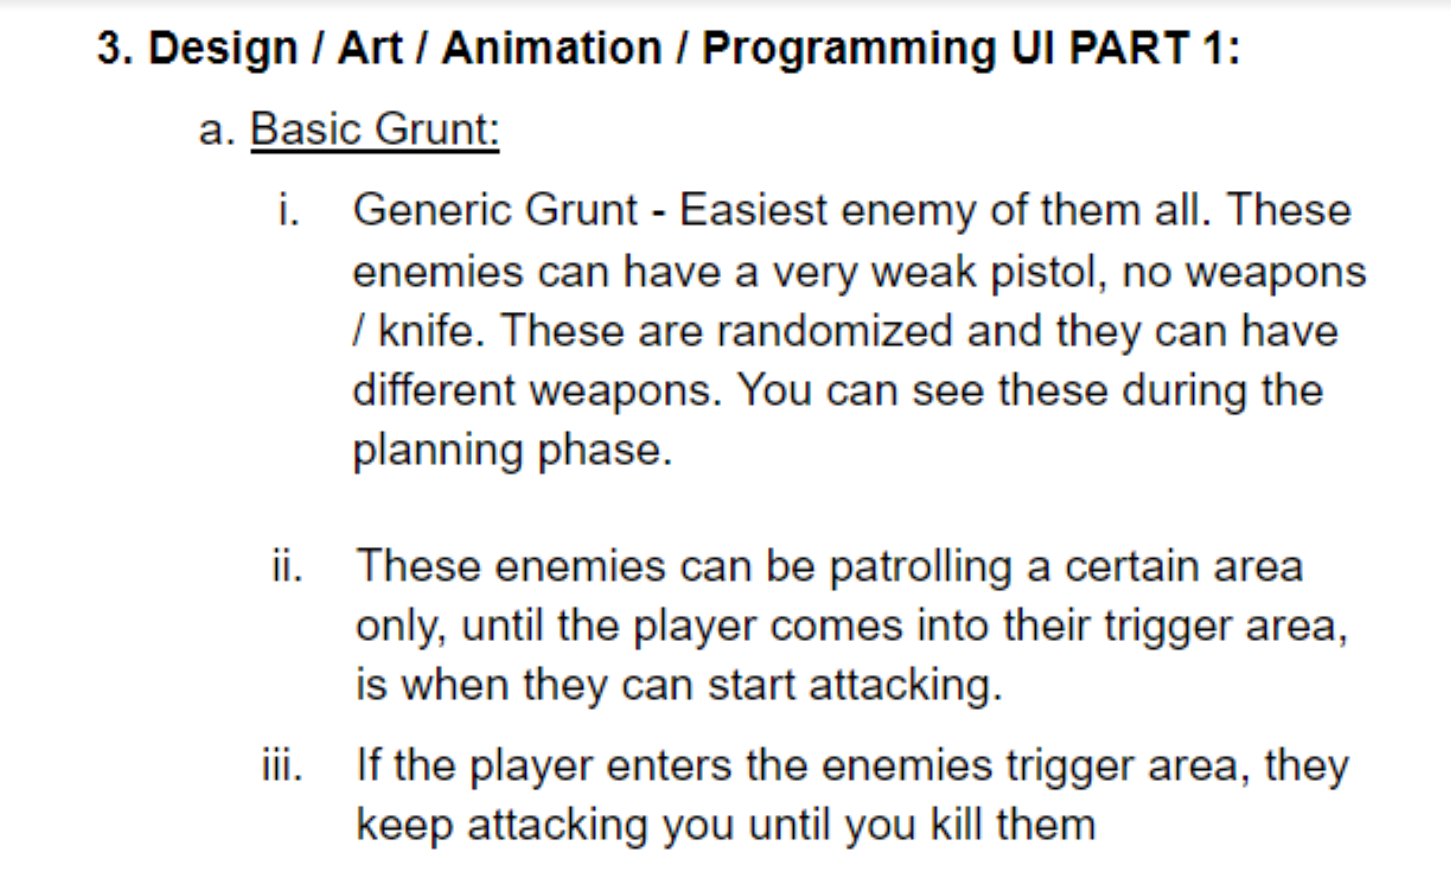 3. Design / Art / Animation / Programming UI PART 1:
a. Basic Grunt:
i. Generic Grunt - Easiest enemy of them all. These
enemies can have a very weak pistol, no weapons
/ knife. These are randomized and they can have
different weapons. You can see these during the
planning phase.
ii. These enemies can be patrolling a certain area
only, until the player comes into their trigger area,
is when they can start attacking.
iii. If the player enters the enemies trigger area, they
keep attacking you until you kill them